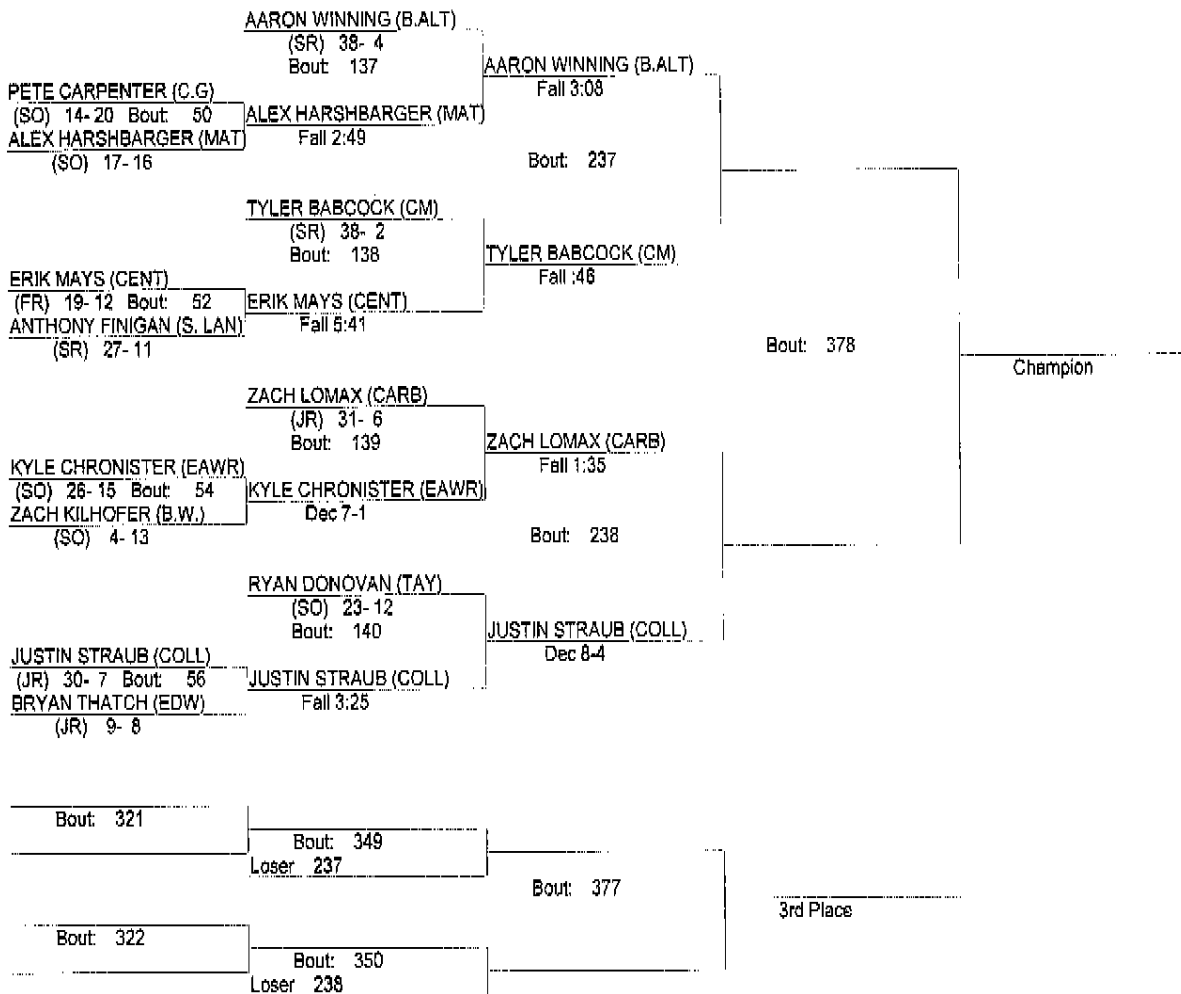 AARON WINNING (B.ALT)
(SR) 38- 4
Bout: 137
AARON WINNING (B.ALT)
Fall 3:08
PETE CARPENTER (C.G)
(SO) 14- 20 Bout: 50
ALEX HARSHBARGER (MAT)
ALEX HARSHBARGER (MAT)
Fall 2:49
(SO) 17- 16
Bout: 237
TYLER BABCOCK (CM)
(SR) 38- 2
Bout: 138
TYLER BABCOCK (CM)
Fall :46
ERIK MAYS (CENT)
(FR) 19- 12 Bout: 52
ERIK MAYS (CENT)
ANTHONY FINIGAN (S. LAN)
Fall 5:41
(SR) 27- 11
Bout: 378
Champion
ZACH LOMAX (CARB)
(JR) 31- 6
Bout: 139
ZACH LOMAX (CARB)
Fall 1:35
KYLE CHRONISTER (EAWR)
(SO) 26- 15 Bout: 54
KYLE CHRONISTER (EAWR)
ZACH KILHOFER (B.W.)
Dec 7-1
(SO) 4- 13
Bout: 238
RYAN DONOVAN (TAY)
(SO) 23- 12
Bout: 140
JUSTIN STRAUB (COLL)
Dec 8-4
JUSTIN STRAUB (COLL)
(JR) 30- 7 Bout: 56
JUSTIN STRAUB (COLL)
BRYAN THATCH (EDW)
Fall 3:25
(JR) 9- 8
Bout: 321
Bout: 349
Loser 237
Bout: 377
3rd Place
Bout: 322
Bout: 350
Loser 238